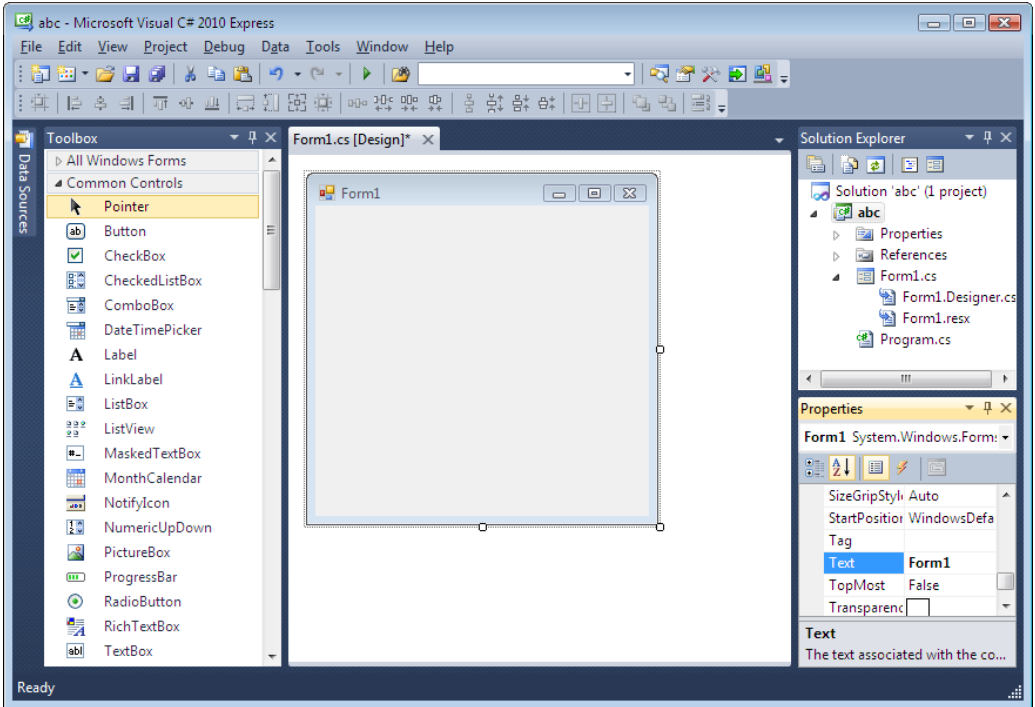 abc - Microsoft Visual C# 2010 Express
File Edit View Project Debug Data Tools Window Help
Data Sources
Toolbox
All Windows Forms
Common Controls
Pointer
Button
CheckBox
CheckedListBox
ComboBox
DateTimePicker
Label
LinkLabel
ListBox
ListView
MaskedTextBox
MonthCalendar
NotifyIcon
NumericUpDown
PictureBox
ProgressBar
RadioButton
RichTextBox
TextBox
Form1.cs [Design]*
Form1
Solution Explorer
Solution 'abc' (1 project)
abc
Properties
References
Form1.cs
Form1.Designer.cs
Form1.resx
Program.cs
Properties
Form1 System.Windows.Form
SizeGripStyl Auto
StartPosition WindowsDefa
Tag
Text Form1
TopMost False
Transparenc
Text
The text associated with the co...
Ready